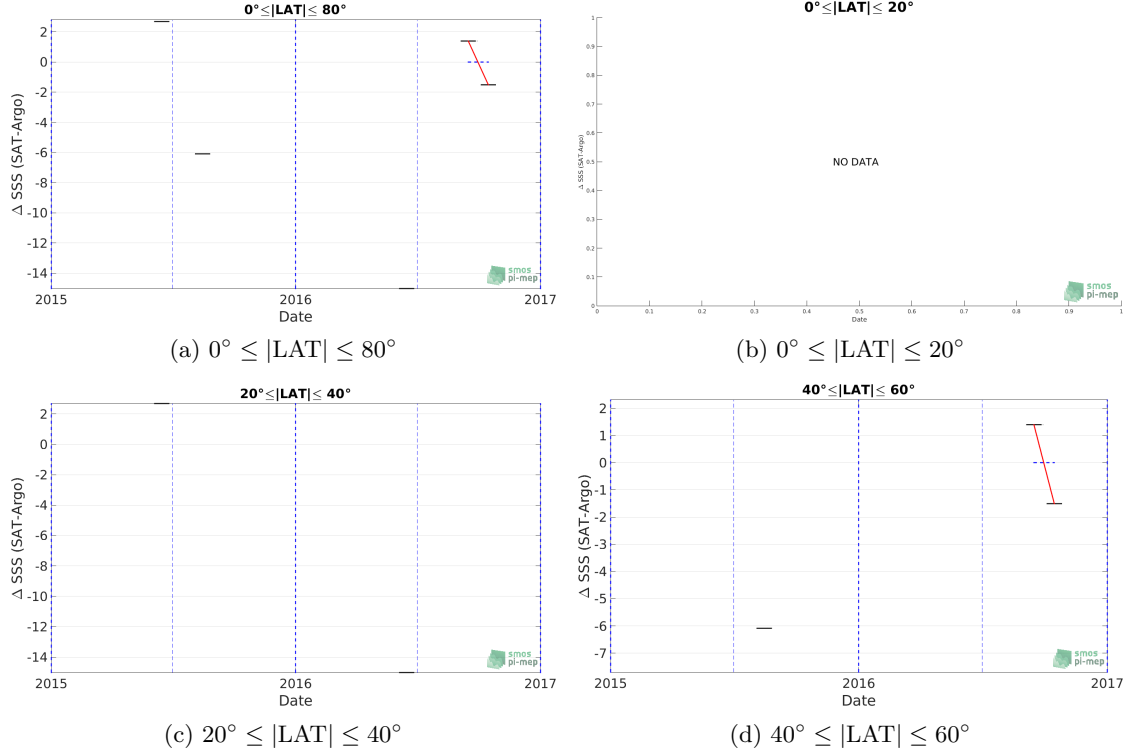 0°≤|LAT|≤ 80°
2
0
-2
-4
-6
-8
-10
-12
-14
Δ SSS (SAT-Argo)
2015
2016
2017
Date
smos
pi-mep
(a) 0° ≤ |LAT| ≤ 80°
0°≤|LAT|≤ 20°
1
0.9
0.8
0.7
0.6
0.5
0.4
0.3
0.2
0.1
0
Δ SSS (SAT-Argo)
NO DATA
0
0.1
0.2
0.3
0.4
0.5
0.6
0.7
0.8
0.9
1
Date
smos
pi-mep
(b) 0° ≤ |LAT| ≤ 20°
20°≤|LAT|≤ 40°
2
0
-2
-4
-6
-8
-10
-12
-14
Δ SSS (SAT-Argo)
2015
2016
2017
Date
smos
pi-mep
(c) 20° ≤ |LAT| ≤ 40°
40°≤|LAT|≤ 60°
2
1
0
-1
-2
-3
-4
-5
-6
-7
Δ SSS (SAT-Argo)
2015
2016
2017
Date
smos
pi-mep
(d) 40° ≤ |LAT| ≤ 60°